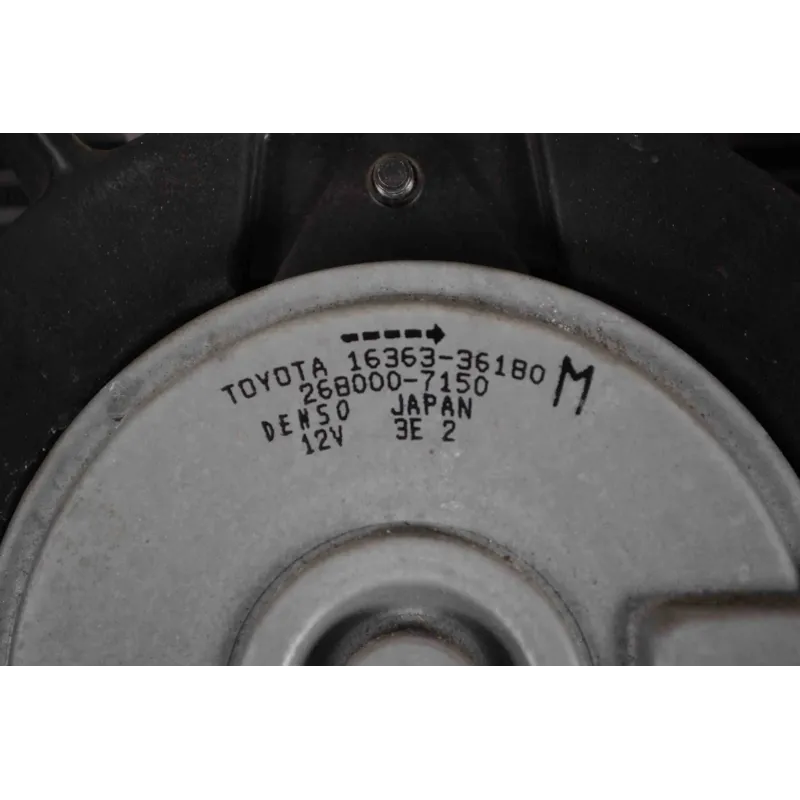 TOYOTA 16363-36180 M
268000-7150
DENSO JAPAN
12V 3E 2